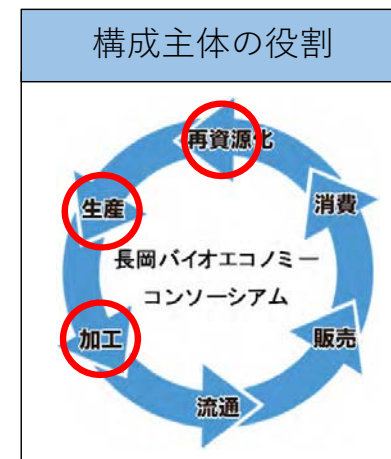 構成主体の役割
再資源化
生産
消費
長岡バイオエコノミー
コンソーシアム
加工
販売
流通